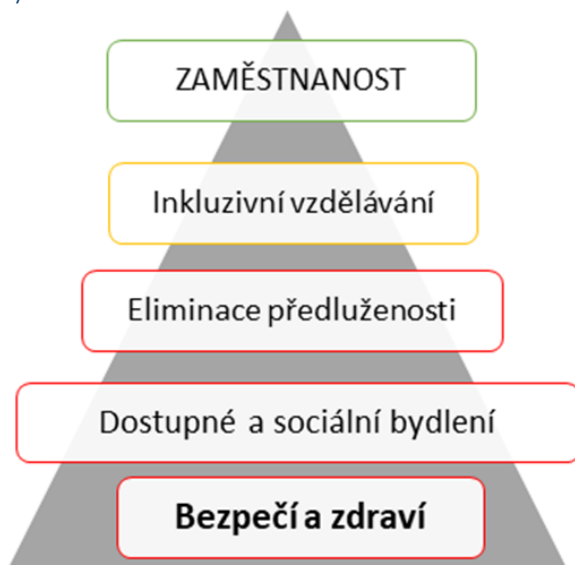 ZAMĚSTNANOST
Inkluzivní vzdělávání
Eliminace předluženosti
Dostupné a sociální bydlení
Bezpečí a zdraví